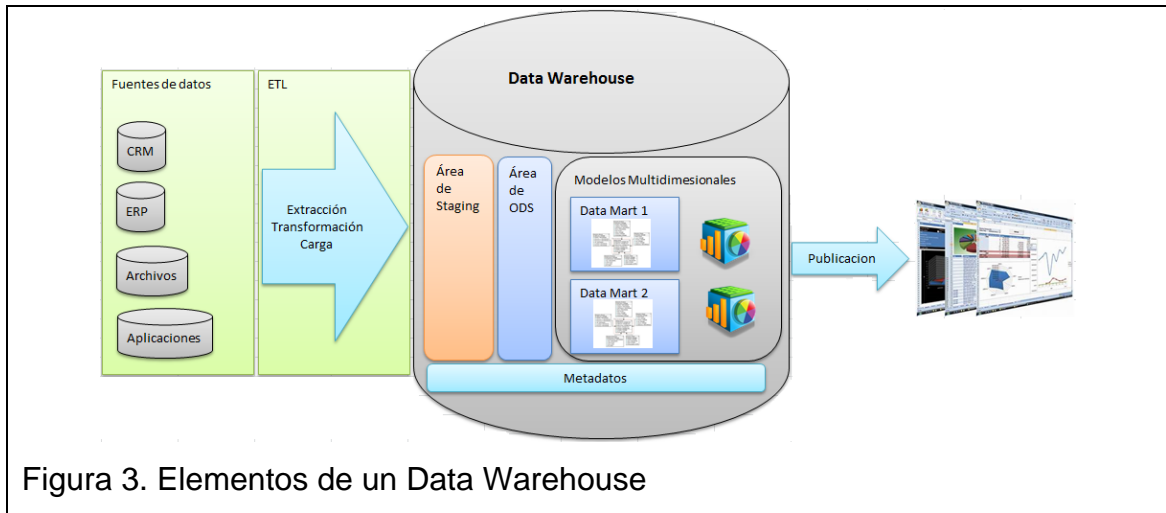 Fuentes de datos
CRM
ERP
Archivos
Aplicaciones
ETL
Extracción
Transformación
Carga
Data Warehouse
Área
de
Staging
Área
de
ODS
Modelos Multidimesionales
Data Mart 1
Data Mart 2
Metadatos
Publicacion
Figura 3. Elementos de un Data Warehouse